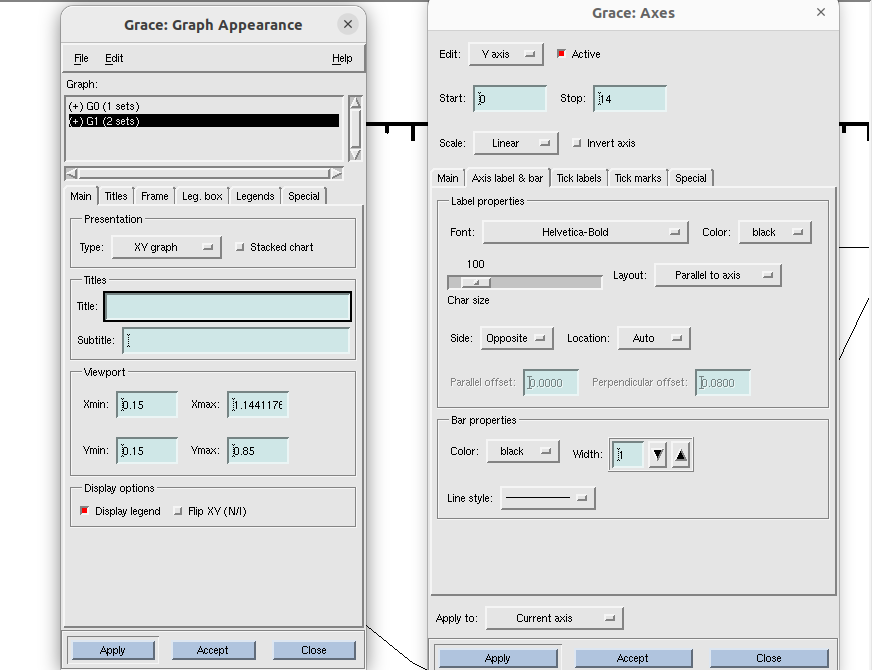 Grace: Graph Appearance
File Edit Help
Graph:
(+) G0 (1 sets)
(+) G1 (2 sets)
Main Titles Frame Leg. box Legends Special
Presentation
Type: XY graph Stacked chart
Titles
Title:
Subtitle:
Viewport
Xmin: 0.15 Xmax: 1.1441176
Ymin: 0.15 Ymax: 0.85
Display options
Display legend Flip XY (N/I)
Apply Accept Close
Grace: Axes
Edit: Y axis Active
Start: 0 Stop: 14
Scale: Linear Invert axis
Main Axis label & bar Tick labels Tick marks Special
Label properties
Font: Helvetica-Bold Color: black
100
Char size
Layout: Parallel to axis
Side: Opposite Location: Auto
Parallel offset: 0.0000 Perpendicular offset: 0.0800
Bar properties
Color: black Width: 1
Line style:
Apply to: Current axis
Apply Accept Close